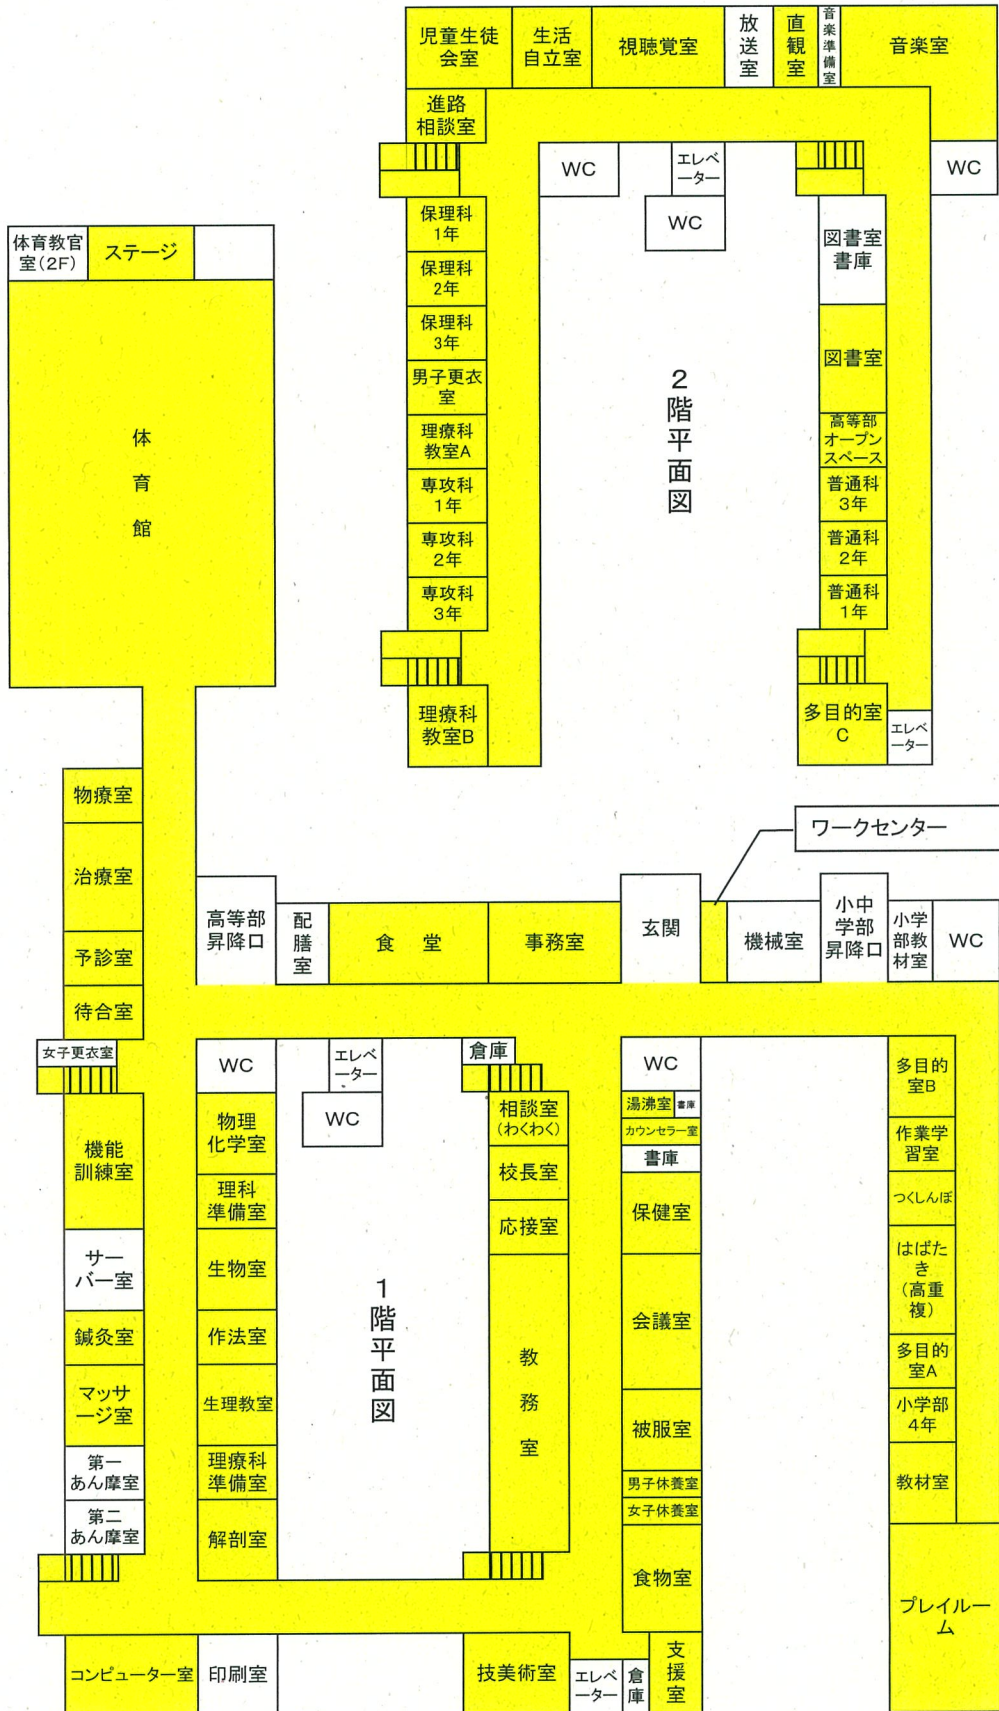 児童生徒
会室
生活
自立室
視聴覚室
放送室
直観室
音楽準備室
音楽室
進路
相談室
WC
エレベ
ーター
WC
WC
保理科
1年
保理科
2年
保理科
3年
男子更衣
室
理療科
教室A
専攻科
1年
専攻科
2年
専攻科
3年
理療科
教室B
2階平面図
図書室
書庫
図書室
高等部
オープン
スペース
普通科
3年
普通科
2年
普通科
1年
多目的室
C
エレベ
ーター
体育教官
室(2F)
ステージ
体育館
物療室
治療室
予診室
待合室
女子更衣室
機能
訓練室
サー
バー室
鍼灸室
マッサ
ージ室
第一
あん摩室
第二
あん摩室
コンピューター室
印刷室
高等部
昇降口
配膳室
食 堂
事務室
玄関
ワークセンター
機械室
小中
学部
昇降口
小学
部教
材室
WC
WC
物理
化学室
理科
準備室
生物室
作法室
生理教室
理療科
準備室
解剖室
エレベ
ーター
WC
1階平面図
倉庫
相談室
(わくわく)
校長室
応接室
教務室
技美術室
エレベ
ーター
倉庫
支援室
WC
湯沸室
書庫
カウンセラー室
書庫
保健室
会議室
被服室
男子休養室
女子休養室
食物室
多目的
室B
作業学
習室
つくしんぼ
はばた
き
(高重
複)
多目的
室A
小学部
4年
教材室
プレイルー
ム